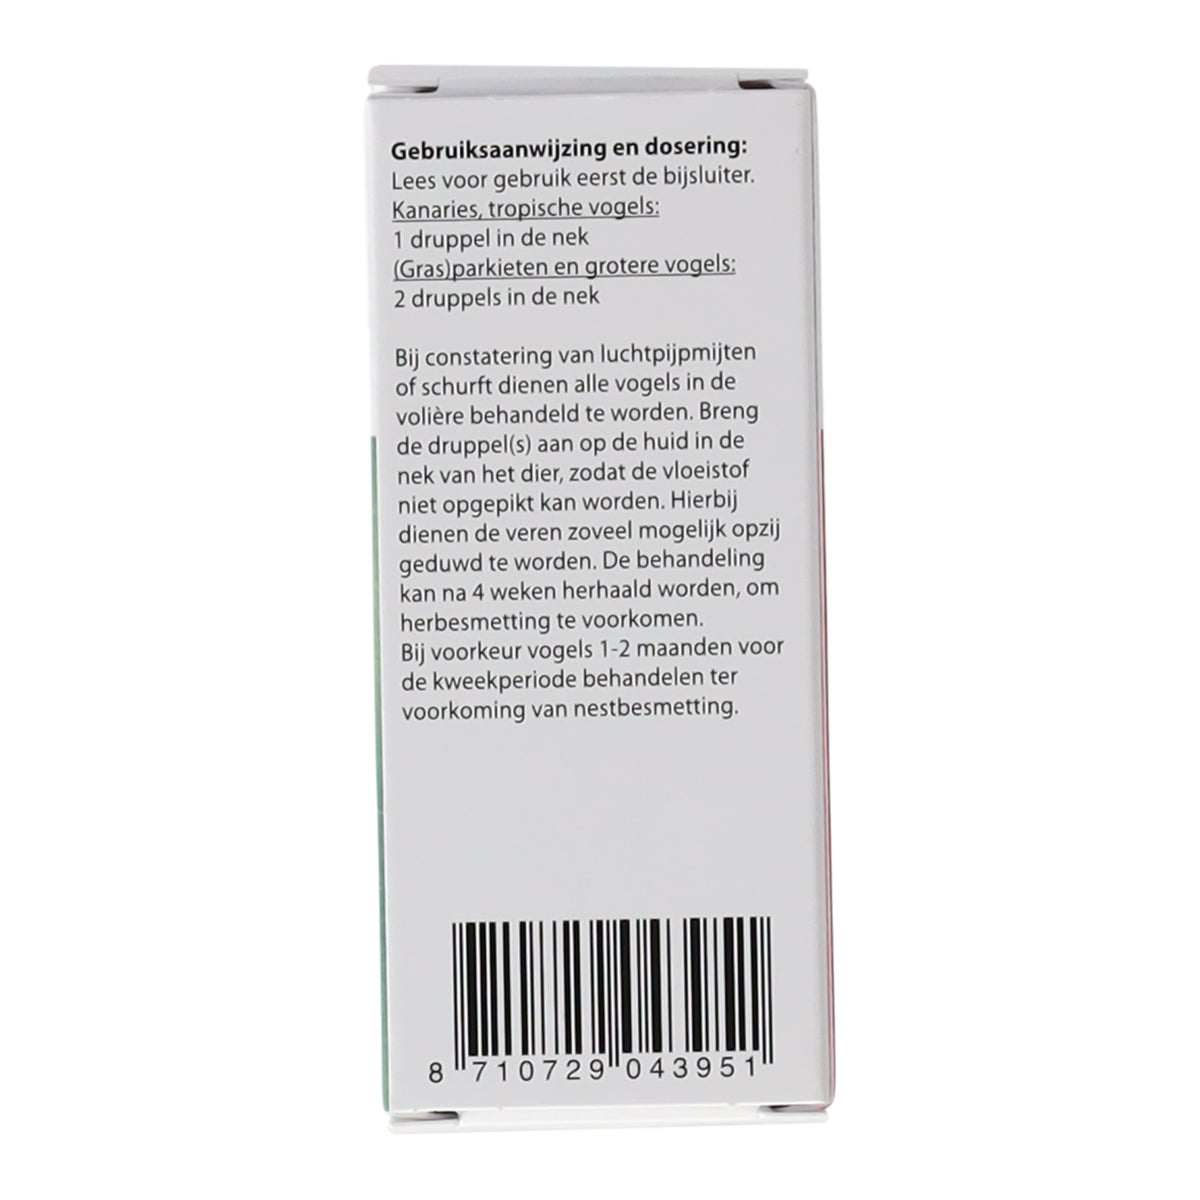 Gebruiksaanwijzing en dosering:
Lees voor gebruik eerst de bijsluiter.
Kanaries, tropische vogels:
1 druppel in de nek
(Gras)parkieten en grotere vogels:
2 druppels in de nek
Bij constatering van luchtpijpmijten
of schurft dienen alle vogels in de
volière behandeld te worden. Breng
de druppel(s) aan op de huid in de
nek van het dier, zodat de vloeistof
niet opgepikt kan worden. Hierbij
dienen de veren zoveel mogelijk opzij
geduwd te worden. De behandeling
kan na 4 weken herhaald worden, om
herbesmetting te voorkomen.
Bij voorkeur vogels 1-2 maanden voor
de kweekperiode behandelen ter
voorkoming van nestbesmetting.
8 710729 043951